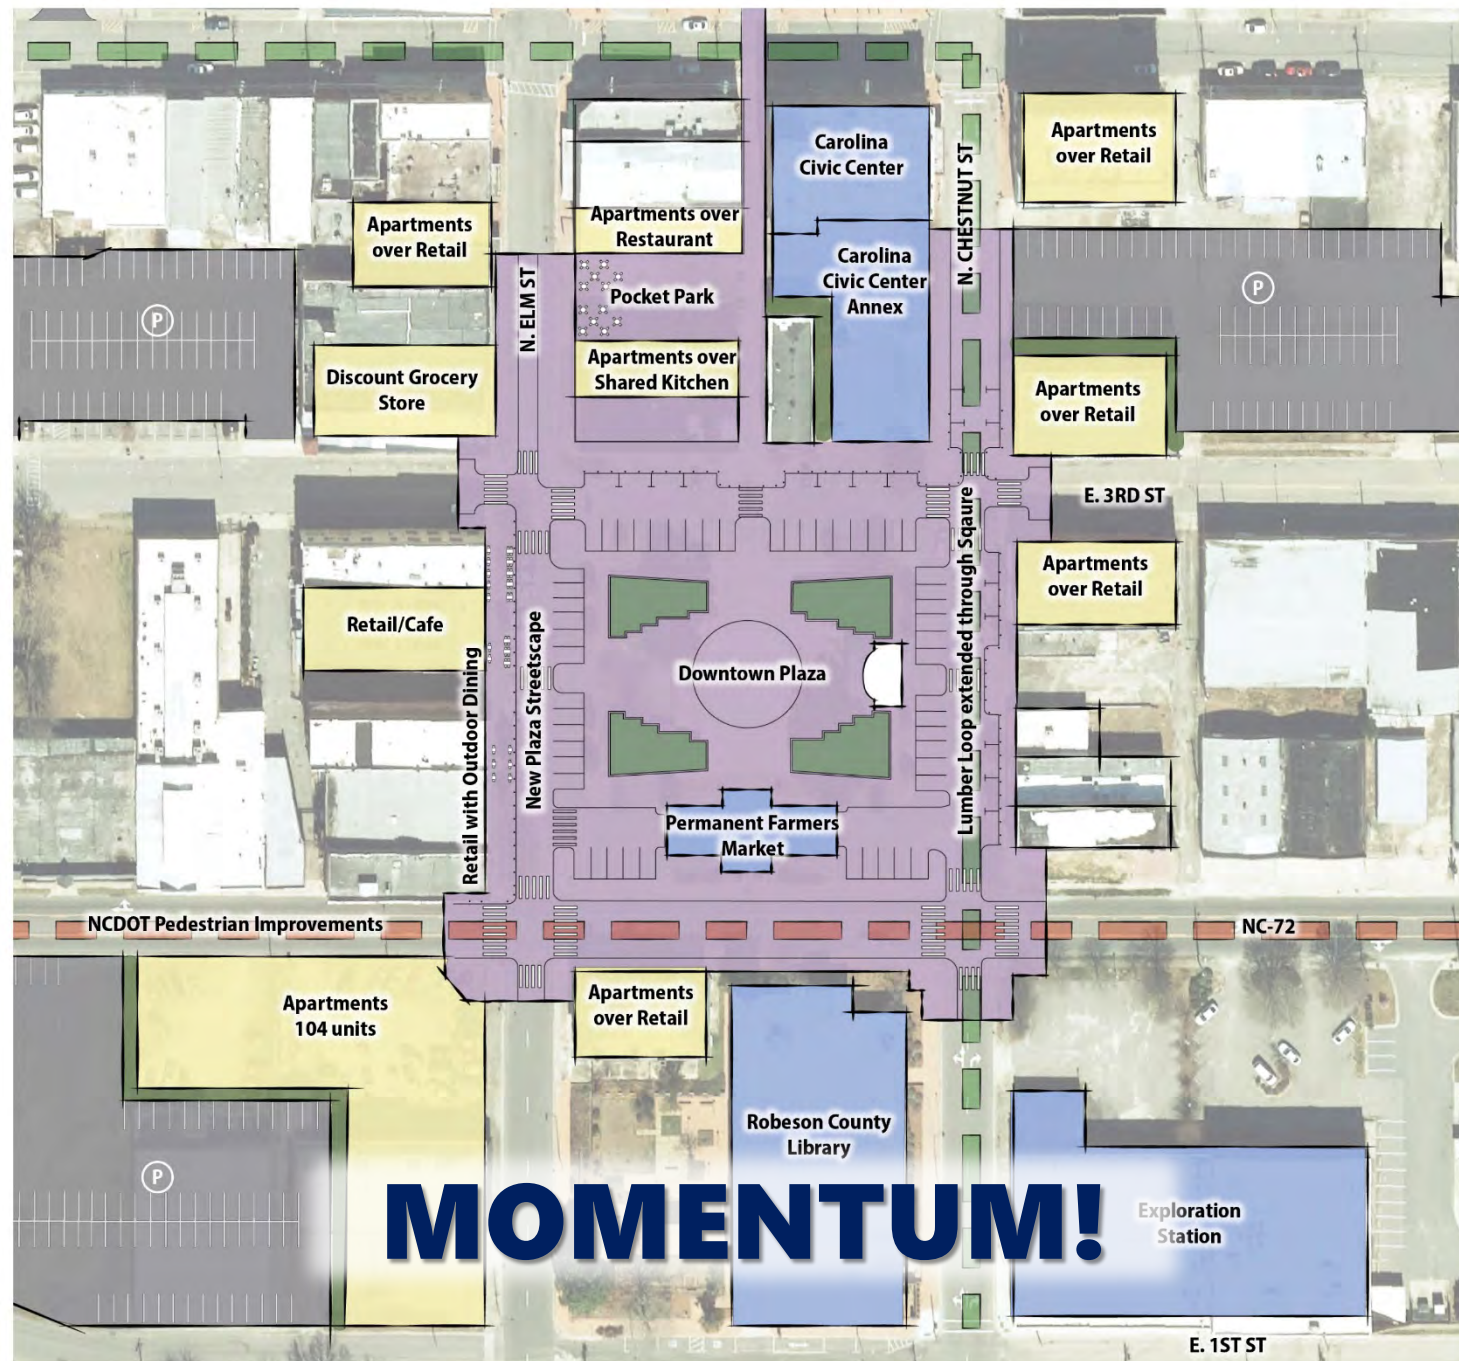 Carolina
Civic Center
N. CHESTNUT ST
Apartments
over Retail
Apartments
over Retail
Apartments over
Restaurant
Carolina
Civic Center
Annex
N. ELM ST
Pocket Park
P
P
Discount Grocery
Store
Apartments over
Shared Kitchen
Apartments
over Retail
E. 3RD ST
Retail/Cafe
Apartments
over Retail
Retail with Outdoor Dining
New Plaza Streetscape
Downtown Plaza
Lumber Loop extended through Sqaure
Permanent Farmers
Market
NCDOT Pedestrian Improvements
NC-72
Apartments
104 units
Apartments
over Retail
Robeson County
Library
P
MOMENTUM!
Exploration
Station
E. 1ST ST